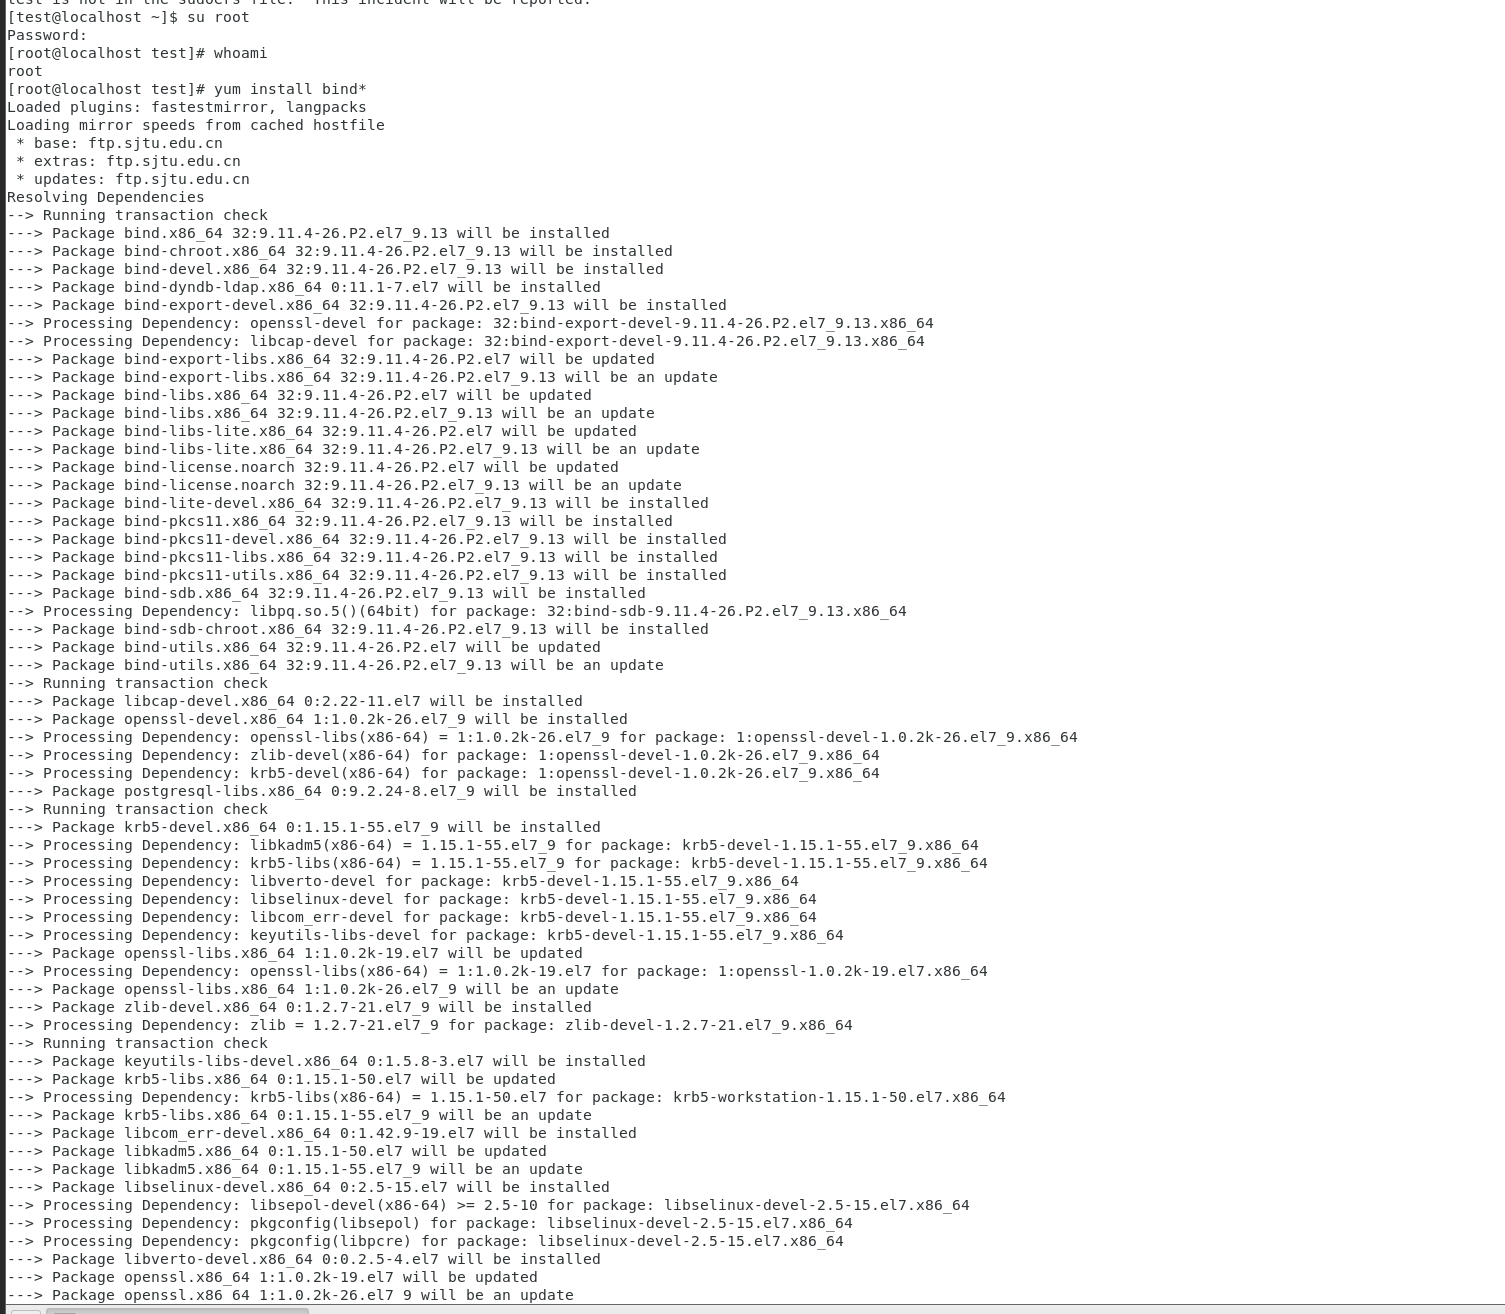 test is not in the sudoers file.  This incident will be reported.
[test@localhost ~]$ su root
Password:
[root@localhost test]# whoami
root
[root@localhost test]# yum install bind*
Loaded plugins: fastestmirror, langpacks
Loading mirror speeds from cached hostfile
 * base: ftp.sjtu.edu.cn
 * extras: ftp.sjtu.edu.cn
 * updates: ftp.sjtu.edu.cn
Resolving Dependencies
--> Running transaction check
---> Package bind.x86_64 32:9.11.4-26.P2.el7_9.13 will be installed
---> Package bind-chroot.x86_64 32:9.11.4-26.P2.el7_9.13 will be installed
---> Package bind-devel.x86_64 32:9.11.4-26.P2.el7_9.13 will be installed
---> Package bind-dyndb-ldap.x86_64 0:11.1-7.el7 will be installed
---> Package bind-export-devel.x86_64 32:9.11.4-26.P2.el7_9.13 will be installed
--> Processing Dependency: openssl-devel for package: 32:bind-export-devel-9.11.4-26.P2.el7_9.13.x86_64
--> Processing Dependency: libcap-devel for package: 32:bind-export-devel-9.11.4-26.P2.el7_9.13.x86_64
---> Package bind-export-libs.x86_64 32:9.11.4-26.P2.el7 will be updated
---> Package bind-export-libs.x86_64 32:9.11.4-26.P2.el7_9.13 will be an update
---> Package bind-libs.x86_64 32:9.11.4-26.P2.el7 will be updated
---> Package bind-libs.x86_64 32:9.11.4-26.P2.el7_9.13 will be an update
---> Package bind-libs-lite.x86_64 32:9.11.4-26.P2.el7 will be updated
---> Package bind-libs-lite.x86_64 32:9.11.4-26.P2.el7_9.13 will be an update
---> Package bind-license.noarch 32:9.11.4-26.P2.el7 will be updated
---> Package bind-license.noarch 32:9.11.4-26.P2.el7_9.13 will be an update
---> Package bind-lite-devel.x86_64 32:9.11.4-26.P2.el7_9.13 will be installed
---> Package bind-pkcs11.x86_64 32:9.11.4-26.P2.el7_9.13 will be installed
---> Package bind-pkcs11-devel.x86_64 32:9.11.4-26.P2.el7_9.13 will be installed
---> Package bind-pkcs11-libs.x86_64 32:9.11.4-26.P2.el7_9.13 will be installed
---> Package bind-pkcs11-utils.x86_64 32:9.11.4-26.P2.el7_9.13 will be installed
---> Package bind-sdb.x86_64 32:9.11.4-26.P2.el7_9.13 will be installed
--> Processing Dependency: libpq.so.5()(64bit) for package: 32:bind-sdb-9.11.4-26.P2.el7_9.13.x86_64
---> Package bind-sdb-chroot.x86_64 32:9.11.4-26.P2.el7_9.13 will be installed
---> Package bind-utils.x86_64 32:9.11.4-26.P2.el7 will be updated
---> Package bind-utils.x86_64 32:9.11.4-26.P2.el7_9.13 will be an update
--> Running transaction check
---> Package libcap-devel.x86_64 0:2.22-11.el7 will be installed
---> Package openssl-devel.x86_64 1:1.0.2k-26.el7_9 will be installed
--> Processing Dependency: openssl-libs(x86-64) = 1:1.0.2k-26.el7_9 for package: 1:openssl-devel-1.0.2k-26.el7_9.x86_64
--> Processing Dependency: zlib-devel(x86-64) for package: 1:openssl-devel-1.0.2k-26.el7_9.x86_64
--> Processing Dependency: krb5-devel(x86-64) for package: 1:openssl-devel-1.0.2k-26.el7_9.x86_64
---> Package postgresql-libs.x86_64 0:9.2.24-8.el7_9 will be installed
--> Running transaction check
---> Package krb5-devel.x86_64 0:1.15.1-55.el7_9 will be installed
--> Processing Dependency: libkadm5(x86-64) = 1.15.1-55.el7_9 for package: krb5-devel-1.15.1-55.el7_9.x86_64
--> Processing Dependency: krb5-libs(x86-64) = 1.15.1-55.el7_9 for package: krb5-devel-1.15.1-55.el7_9.x86_64
--> Processing Dependency: libverto-devel for package: krb5-devel-1.15.1-55.el7_9.x86_64
--> Processing Dependency: libselinux-devel for package: krb5-devel-1.15.1-55.el7_9.x86_64
--> Processing Dependency: libcom_err-devel for package: krb5-devel-1.15.1-55.el7_9.x86_64
--> Processing Dependency: keyutils-libs-devel for package: krb5-devel-1.15.1-55.el7_9.x86_64
---> Package openssl-libs.x86_64 1:1.0.2k-19.el7 will be updated
--> Processing Dependency: openssl-libs(x86-64) = 1:1.0.2k-19.el7 for package: 1:openssl-1.0.2k-19.el7.x86_64
---> Package openssl-libs.x86_64 1:1.0.2k-26.el7_9 will be an update
---> Package zlib-devel.x86_64 0:1.2.7-21.el7_9 will be installed
--> Processing Dependency: zlib = 1.2.7-21.el7_9 for package: zlib-devel-1.2.7-21.el7_9.x86_64
--> Running transaction check
---> Package keyutils-libs-devel.x86_64 0:1.5.8-3.el7 will be installed
---> Package krb5-libs.x86_64 0:1.15.1-50.el7 will be updated
--> Processing Dependency: krb5-libs(x86-64) = 1.15.1-50.el7 for package: krb5-workstation-1.15.1-50.el7.x86_64
---> Package krb5-libs.x86_64 0:1.15.1-55.el7_9 will be an update
---> Package libcom_err-devel.x86_64 0:1.42.9-19.el7 will be installed
---> Package libkadm5.x86_64 0:1.15.1-50.el7 will be updated
---> Package libkadm5.x86_64 0:1.15.1-55.el7_9 will be an update
---> Package libselinux-devel.x86_64 0:2.5-15.el7 will be installed
--> Processing Dependency: libsepol-devel(x86-64) >= 2.5-10 for package: libselinux-devel-2.5-15.el7.x86_64
--> Processing Dependency: pkgconfig(libsepol) for package: libselinux-devel-2.5-15.el7.x86_64
--> Processing Dependency: pkgconfig(libpcre) for package: libselinux-devel-2.5-15.el7.x86_64
---> Package libverto-devel.x86_64 0:0.2.5-4.el7 will be installed
---> Package openssl.x86_64 1:1.0.2k-19.el7 will be updated
---> Package openssl.x86_64 1:1.0.2k-26.el7_9 will be an update